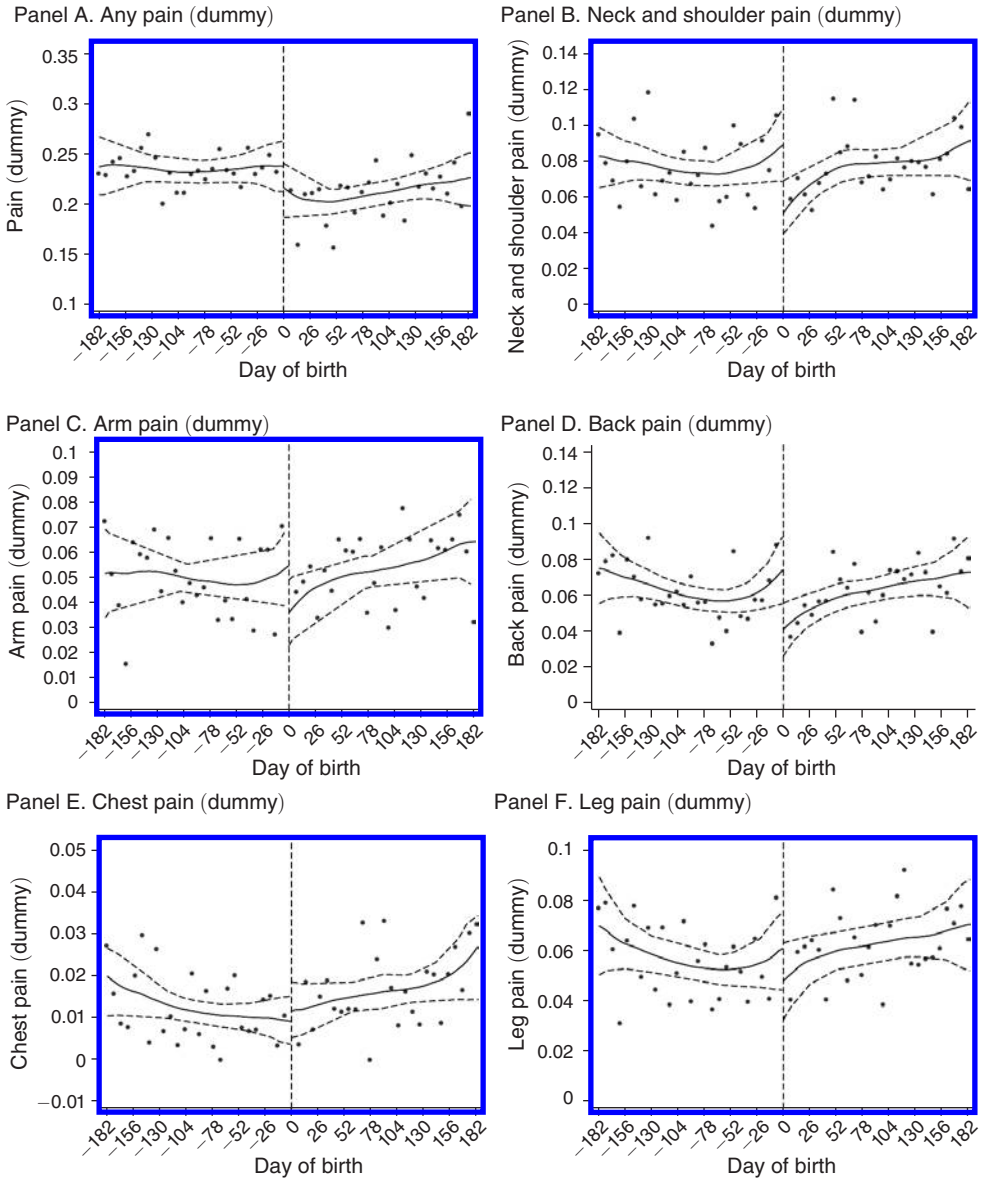 Panel A. Any pain (dummy)
Pain (dummy)
0.35
0.3
0.25
0.2
0.15
0.1
−182 −156 −130 −104 −78 −52 −26 0 26 52 78 104 130 156 182
Day of birth
Panel B. Neck and shoulder pain (dummy)
Neck and shoulder pain (dummy)
0.14
0.12
0.1
0.08
0.06
0.04
0.02
0
−182 −156 −130 −104 −78 −52 −26 0 26 52 78 104 130 156 182
Day of birth
Panel C. Arm pain (dummy)
Arm pain (dummy)
0.1
0.09
0.08
0.07
0.06
0.05
0.04
0.03
0.02
0.01
0
−182 −156 −130 −104 −78 −52 −26 0 26 52 78 104 130 156 182
Day of birth
Panel D. Back pain (dummy)
Back pain (dummy)
0.14
0.12
0.1
0.08
0.06
0.04
0.02
0
−182 −156 −130 −104 −78 −52 −26 0 26 52 78 104 130 156 182
Day of birth
Panel E. Chest pain (dummy)
Chest pain (dummy)
0.05
0.04
0.03
0.02
0.01
0
−0.01
−182 −156 −130 −104 −78 −52 −26 0 26 52 78 104 130 156 182
Day of birth
Panel F. Leg pain (dummy)
Leg pain (dummy)
0.1
0.08
0.06
0.04
0.02
0
−182 −156 −130 −104 −78 −52 −26 0 26 52 78 104 130 156 182
Day of birth